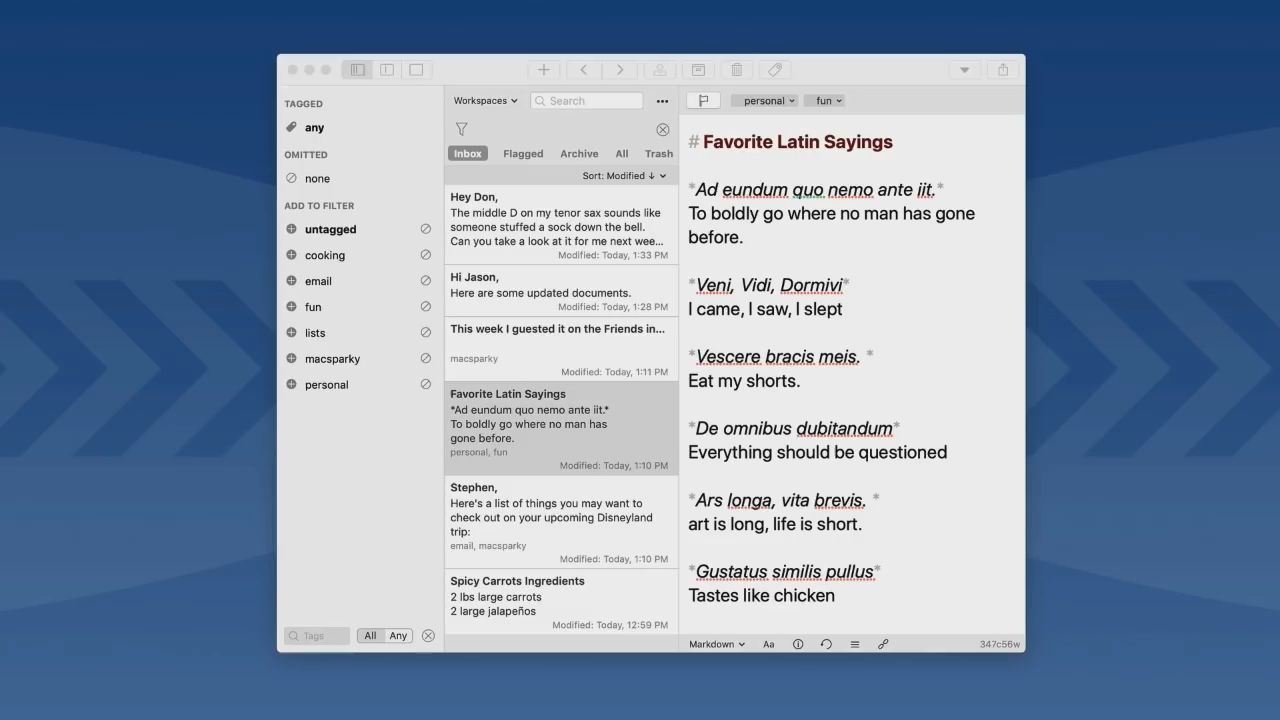 TAGGED
any
OMITTED
none
ADD TO FILTER
untagged
cooking
email
fun
lists
macsparky
personal
Tags
All Any
Workspaces
Search
Inbox Flagged Archive All Trash
Sort: Modified ↓
Hey Don,
The middle D on my tenor sax sounds like
someone stuffed a sock down the bell.
Can you take a look at it for me next wee...
Modified: Today, 1:33 PM
Hi Jason,
Here are some updated documents.
Modified: Today, 1:28 PM
This week I guested it on the Friends in...
macsparky
Modified: Today, 1:11 PM
Favorite Latin Sayings
*Ad eundum quo nemo ante iit.*
To boldly go where no man has
gone before.
personal, fun
Modified: Today, 1:10 PM
Stephen,
Here's a list of things you may want to
check out on your upcoming Disneyland
trip:
email, macsparky
Modified: Today, 1:10 PM
Spicy Carrots Ingredients
2 lbs large carrots
2 large jalapeños
Modified: Today, 12:59 PM
personal fun
# Favorite Latin Sayings
*Ad eundum quo nemo ante iit.*
To boldly go where no man has gone
before.
*Veni, Vidi, Dormivi*
I came, I saw, I slept
*Vescere bracis meis. *
Eat my shorts.
*De omnibus dubitandum*
Everything should be questioned
*Ars longa, vita brevis. *
art is long, life is short.
*Gustatus similis pullus*
Tastes like chicken
Markdown Aa 347c56w